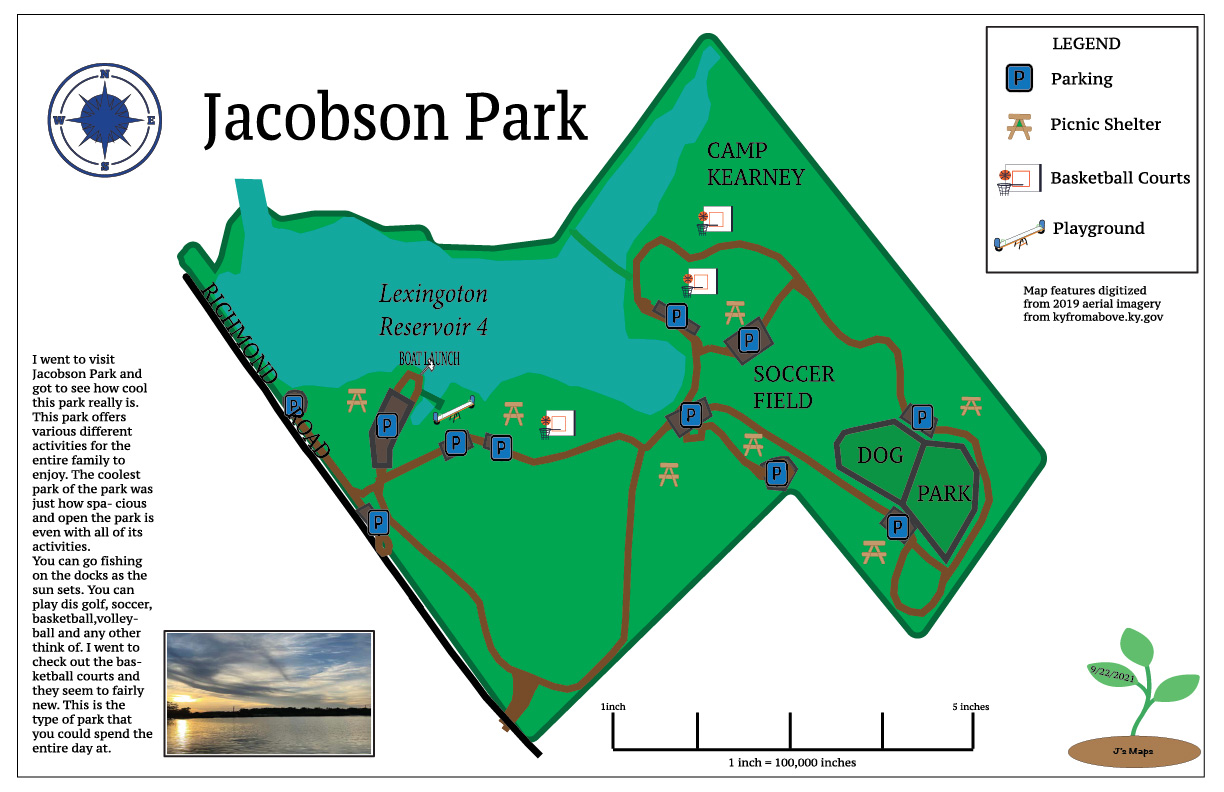 Jacobson Park
N
W
E
S
LEGEND
P
Parking
Picnic Shelter
Basketball Courts
Playground
Map features digitized
from 2019 aerial imagery
from kyfromabove.ky.gov
CAMP
KEARNEY
Lexingoton
Reservoir 4
BOAT LAUNCH
RICHMOND ROAD
SOCCER
FIELD
DOG
PARK
P
P
P
P
P
P
P
P
P
P
P
I went to visit
Jacobson Park and
got to see how cool
this park really is.
This park offers
various different
activities for the
entire family to
enjoy. The coolest
park of the park was
just how spa- cious
and open the park is
even with all of its
activities.
You can go fishing
on the docks as the
sun sets. You can
play dis golf, soccer,
basketball,volley-
ball and any other
think of. I went to
check out the bas-
ketball courts and
they seem to fairly
new. This is the
type of park that
you could spend the
entire day at.
1inch
5 inches
1 inch = 100,000 inches
9/22/2021
J's Maps